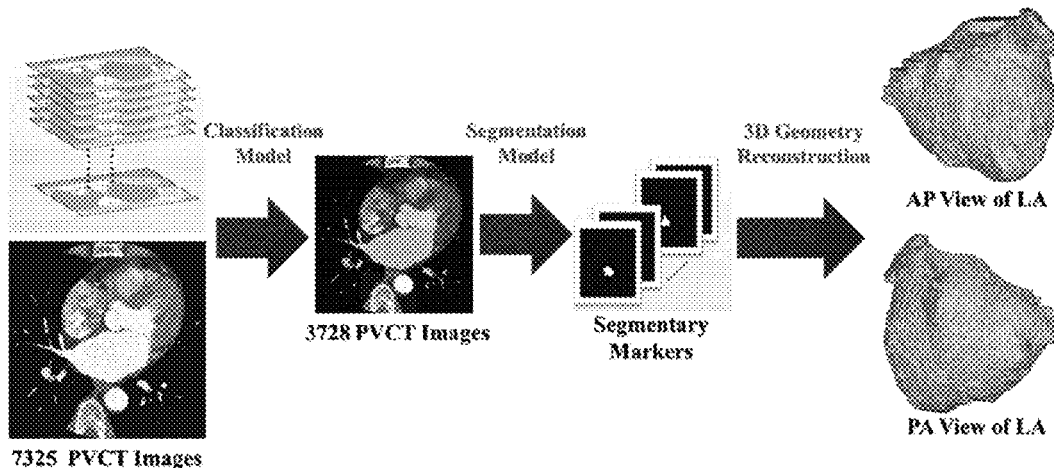 Classification
Model
Segmentation
Model
3D Geometry
Reconstruction
AP View of LA
3728 PVCT Images
Segmentary
Markers
7325 PVCT Images
PA View of LA